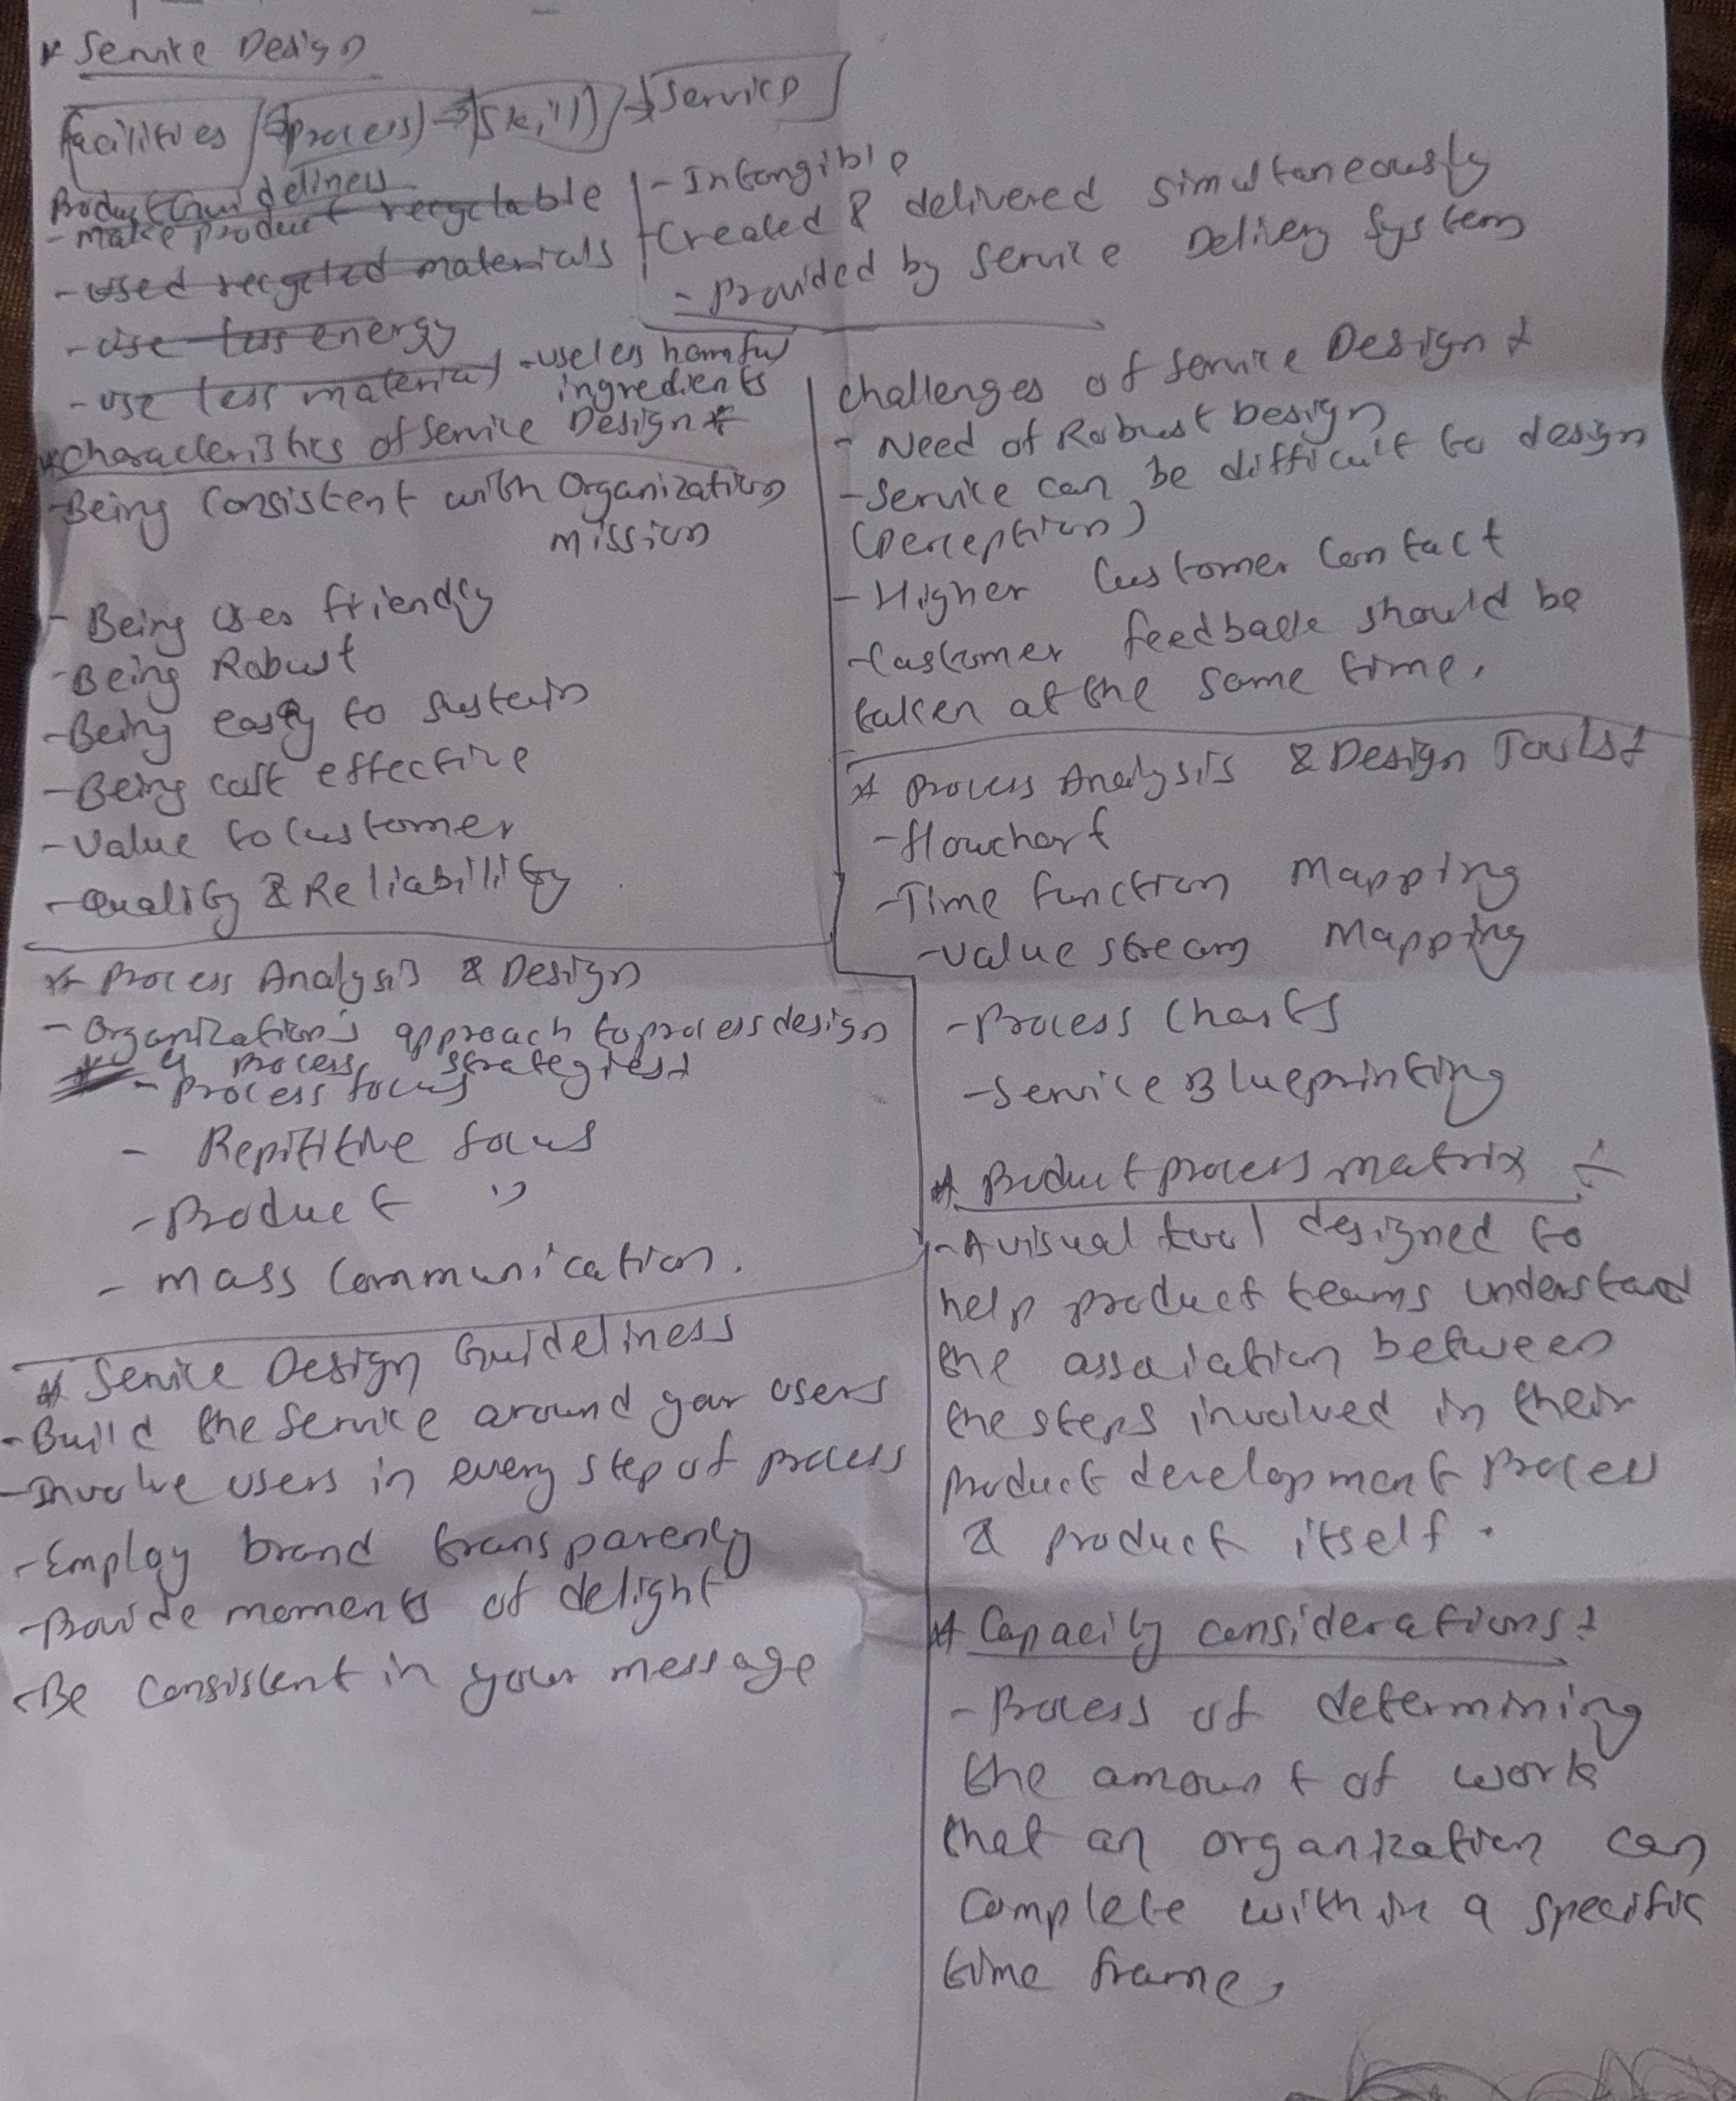 * Service Design
Facilities → Process → Skill → Service
Product Guideliness
- make product recyclable
- used recycled materials
- use less energy
- use less material - use less harmful
ingredients
- Intangible
- Created & delivered simultaneously
- Provided by Service Delivery System
* Characteristics of Service Design *
- Being Consistent with Organization
mission
- Being user friendly
- Being Robust
- Being easy to sustain
- Being cost effective
- Value to customer
- Quality & Reliability
Challenges of Service Design :
- Need of Robust Design
- Service can be difficult to design
(perception)
- Higher Customer Contact
- Customer feedback should be
taken at the same time.
* Process Analysis & Design Tools :
- flowchart
- Time function Mapping
- Value stream Mapping
- Process Charts
- Service Blueprinting
* Process Analysis & Design
- Organization's approach to process design
4 process strategies :
- Process focus
- Repititive focus
- Product "
- mass Communication.
* Service Design Guideliness
- Build the Service around your users
- Involve users in every step of process
- Employ brand transparenly
- Provide moments of delight
- Be consistent in your message
* Product process matrix ÷
- A visual tool designed to
help product teams understand
the assoiation between
the steps involved in their
product development process
& product itself.
* Capacity considerations :
- Process of determining
the amount of work
that an organization can
complete within a specific
time frame.